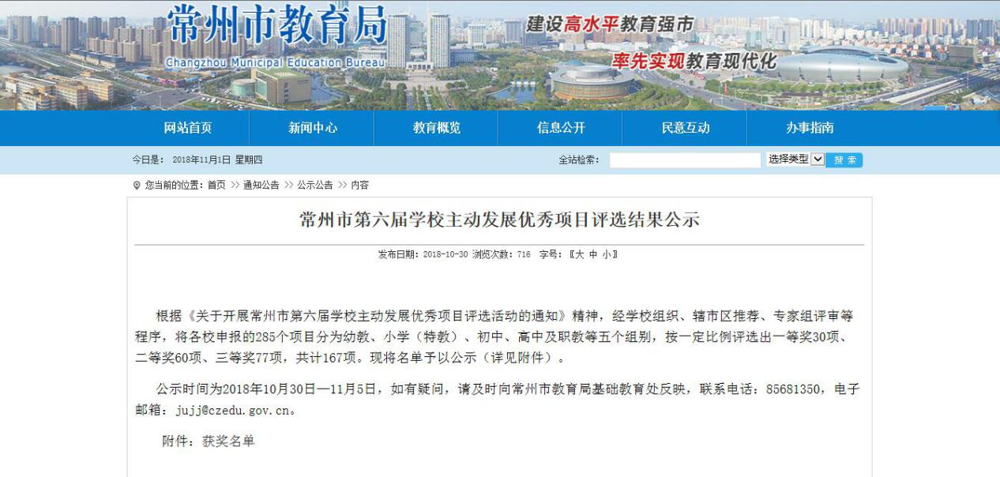 常州市教育局
Changzhou Municipal Education Bureau
建设高水平教育强市
率先实现教育现代化
网站首页 新闻中心 教育概览 信息公开 民意互动 办事指南
今日是: 2018年11月1日 星期四 全站检索: 选择类型 搜 索
您当前的位置:首页 >> 通知公告 >> 公示公告 >> 内容
常州市第六届学校主动发展优秀项目评选结果公示
发布日期:2018-10-30 浏览次数:716 字号:〖大 中 小〗
根据《关于开展常州市第六届学校主动发展优秀项目评选活动的通知》精神,经学校组织、辖市区推荐、专家组评审等
程序,将各校申报的285个项目分为幼教、小学(特教)、初中、高中及职教等五个组别,按一定比例评选出一等奖30项、
二等奖60项、三等奖77项,共计167项。现将名单予以公示(详见附件)。
公示时间为2018年10月30日—11月5日,如有疑问,请及时向常州市教育局基础教育处反映,联系电话:85681350,电子
邮箱:jujj@czedu.gov.cn。
附件:获奖名单